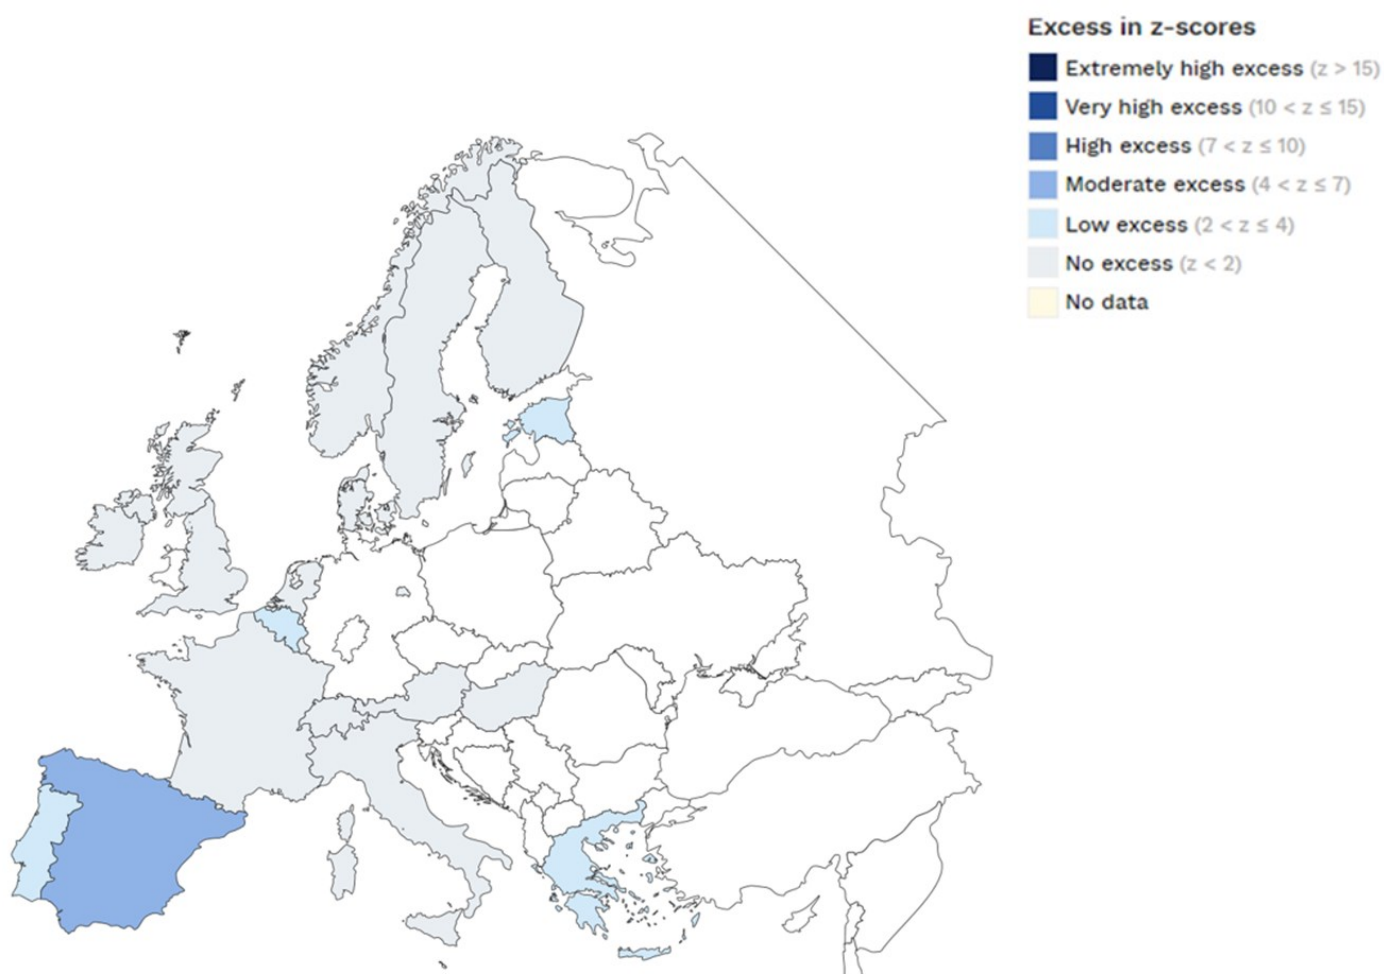 Excess in z-scores
Extremely high excess (z > 15)
Very high excess (10 < z ≤ 15)
High excess (7 < z ≤ 10)
Moderate excess (4 < z ≤ 7)
Low excess (2 < z ≤ 4)
No excess (z < 2)
No data